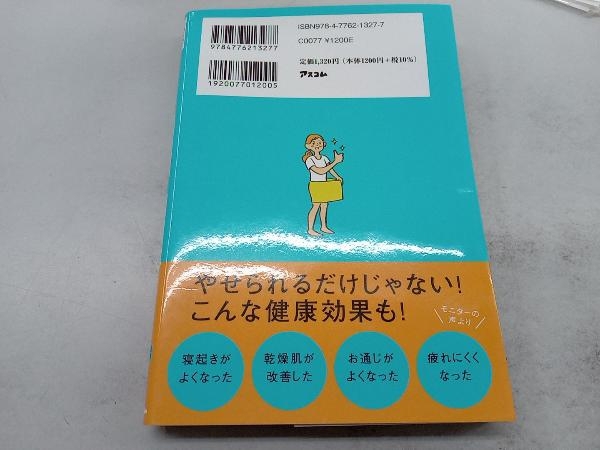 9784776213277
1920077012005
ISBN978-4-7762-1327-7
C0077 ¥1200E
定価1,320円（本体1200円+税10%）
アスコム
やせられるだけじゃない!
こんな健康効果も!
モニターの
声より
寝起きが
よくなった
乾燥肌が
改善した
お通じが
よくなった
疲れにくく
なった